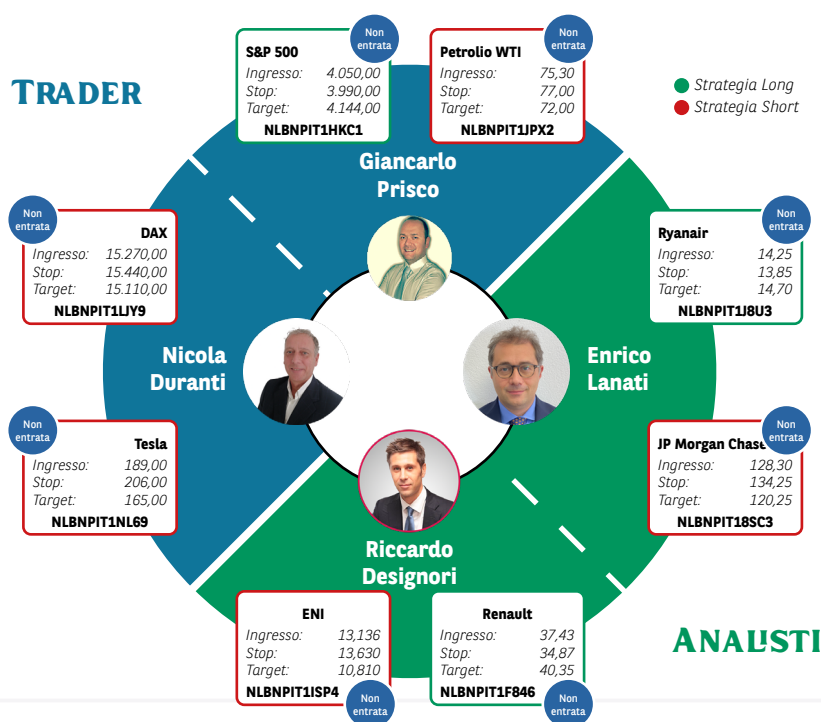 TRADER
Non
entrata
S&P 500
Ingresso: 4.050,00
Stop: 3.990,00
Target: 4.144,00
NLBNPIT1HKC1
Non
entrata
Petrolio WTI
Ingresso: 75,30
Stop: 77,00
Target: 72,00
NLBNPIT1JPX2
Strategia Long
Strategia Short
Giancarlo
Prisco
Non
entrata
DAX
Ingresso: 15.270,00
Stop: 15.440,00
Target: 15.110,00
NLBNPIT1LJY9
Non
entrata
Ryanair
Ingresso: 14,25
Stop: 13,85
Target: 14,70
NLBNPIT1J8U3
Nicola
Duranti
Enrico
Lanati
Non
entrata
Tesla
Ingresso: 189,00
Stop: 206,00
Target: 165,00
NLBNPIT1NL69
Non
entrata
JP Morgan Chase
Ingresso: 128,30
Stop: 134,25
Target: 120,25
NLBNPIT18SC3
Riccardo
Designori
ENI
Ingresso: 13,136
Stop: 13,630
Target: 10,810
NLBNPIT1ISP4
Non
entrata
Renault
Ingresso: 37,43
Stop: 34,87
Target: 40,35
NLBNPIT1F846
Non
entrata
ANALISTI